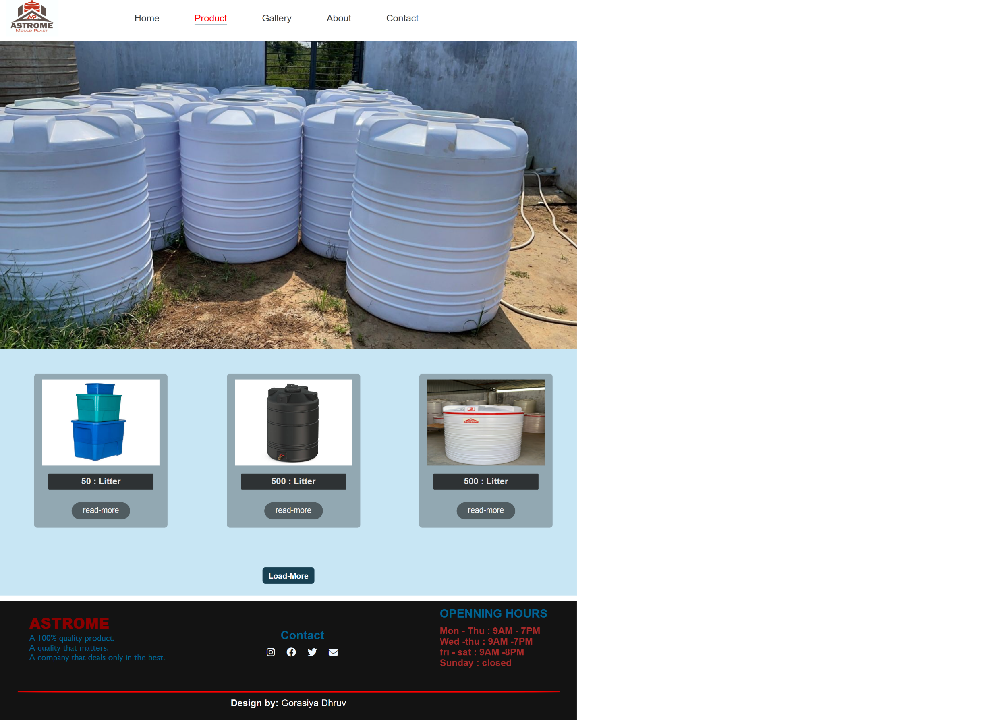 ASTROME
MOULD PLAST
Home
Product
Gallery
About
Contact
3
ASTROME
50 : Litter
500 : Litter
500 : Litter
read-more
read-more
read-more
Load-More
ASTROME
A 100% quality product.
A quality that matters.
A company that deals only in the best.
Contact
OPENNING HOURS
Mon - Thu : 9AM - 7PM
Wed -thu : 9AM -7PM
fri - sat : 9AM -8PM
Sunday : closed
Design by: Gorasiya Dhruv